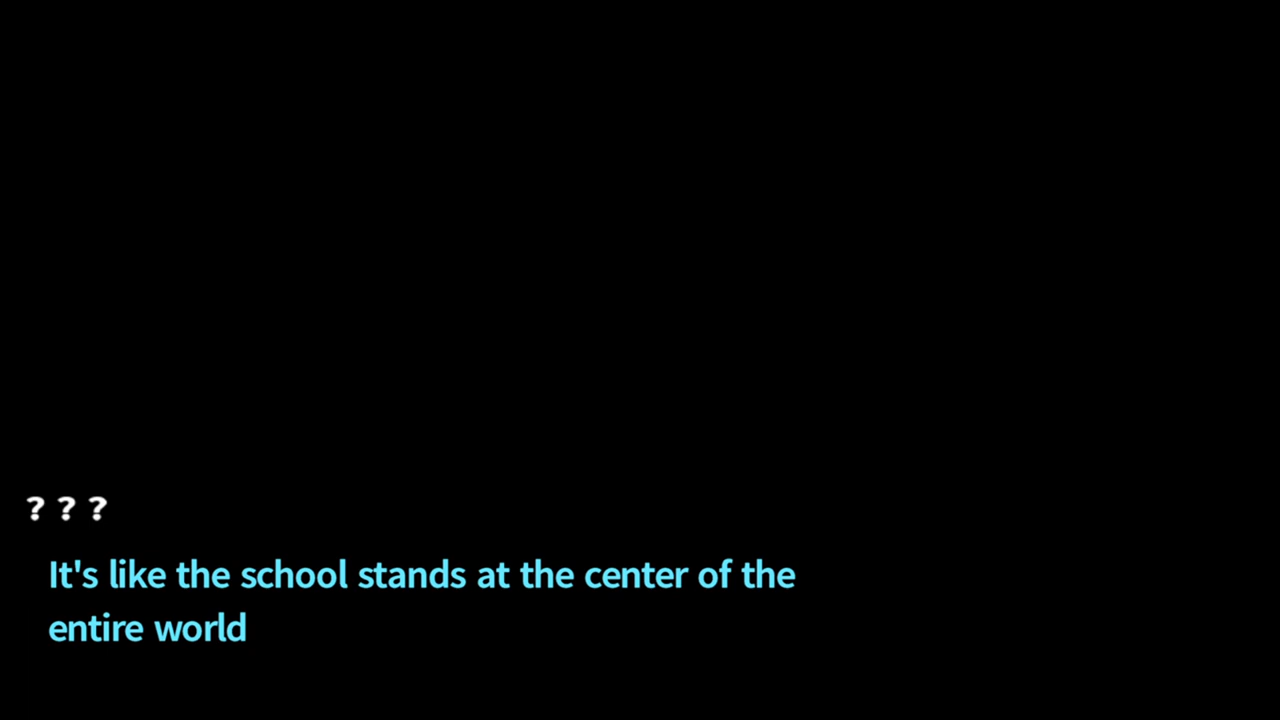 ? ? ?
It's like the school stands at the center of the
entire world